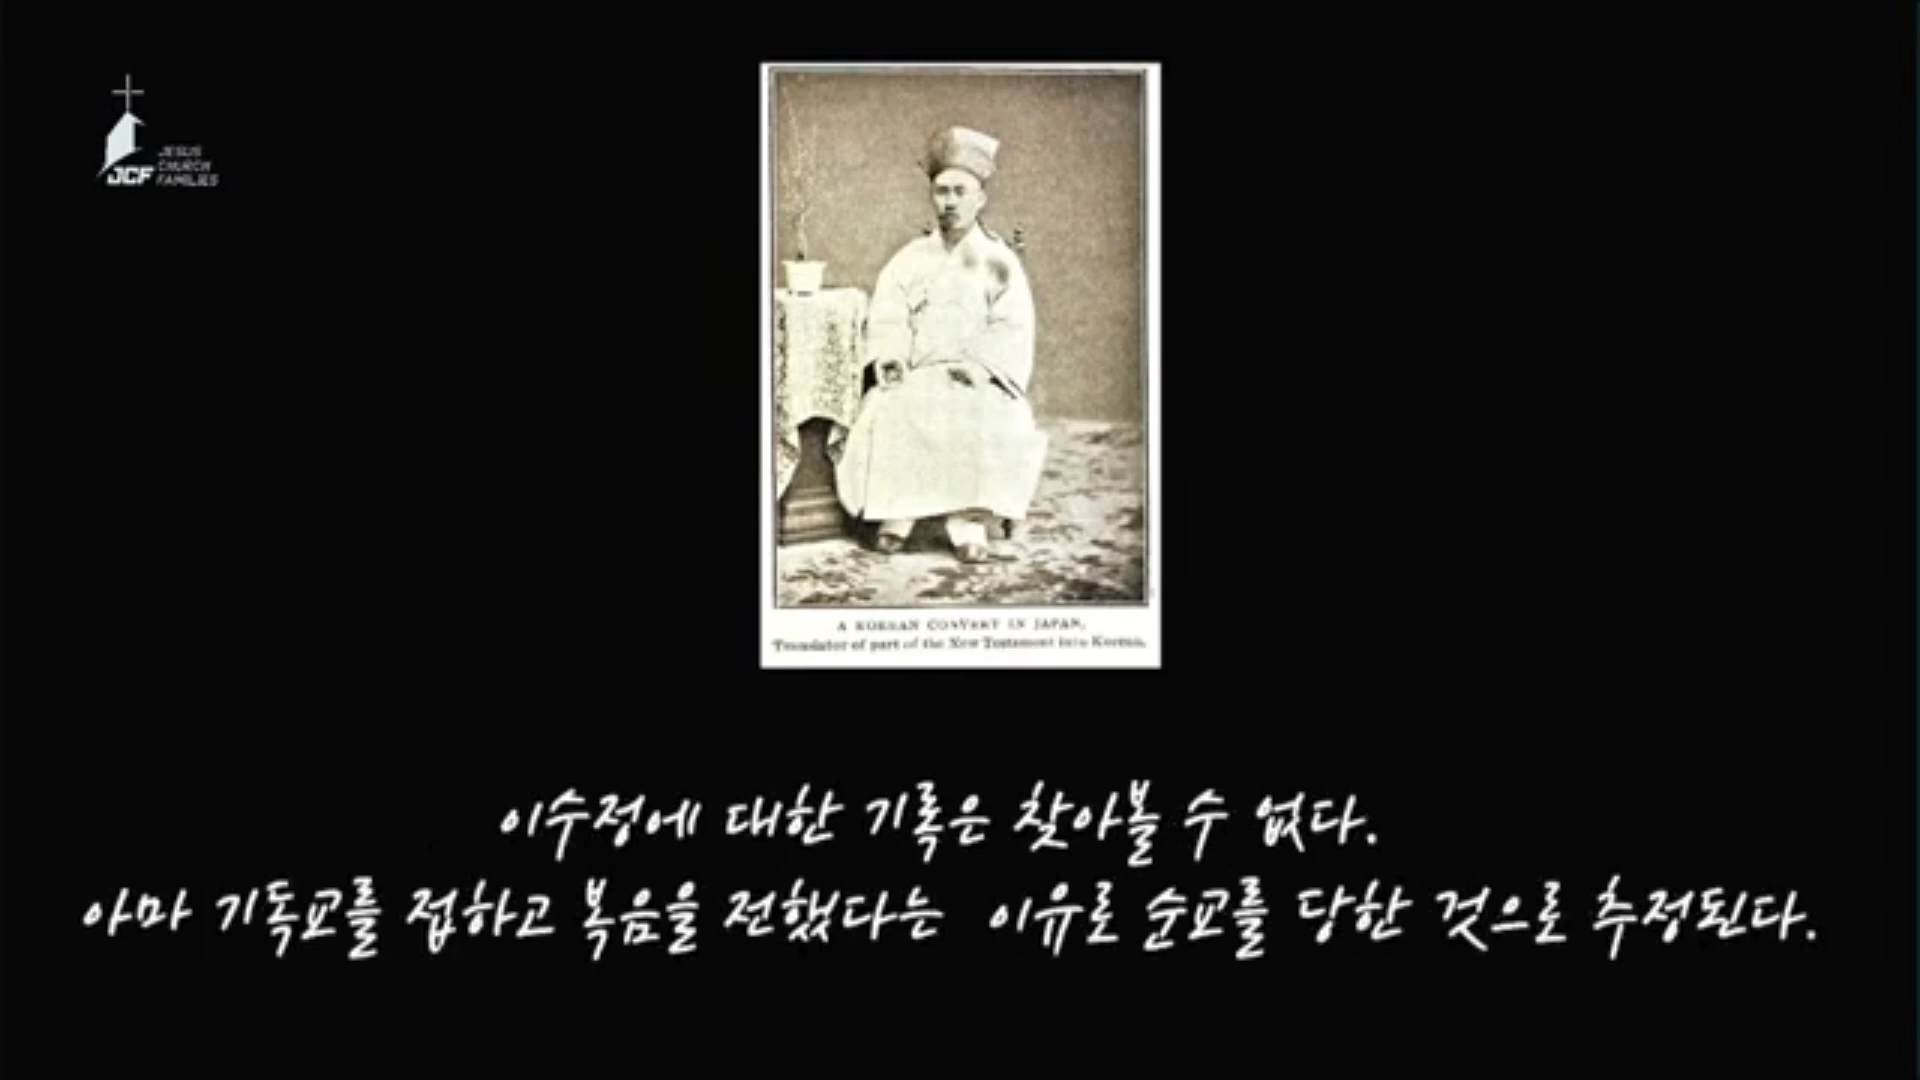 JCF
JESUS
CHURCH
FAMILIES
A KOREAN CONVERT IN JAPAN,
Translator of part of the New Testament into Korean.
이수정에 대한 기록은 찾아볼 수 없다.
아마 기독교를 접하고 복음을 전했다는 이유로 순교를 당한 것으로 추정된다.